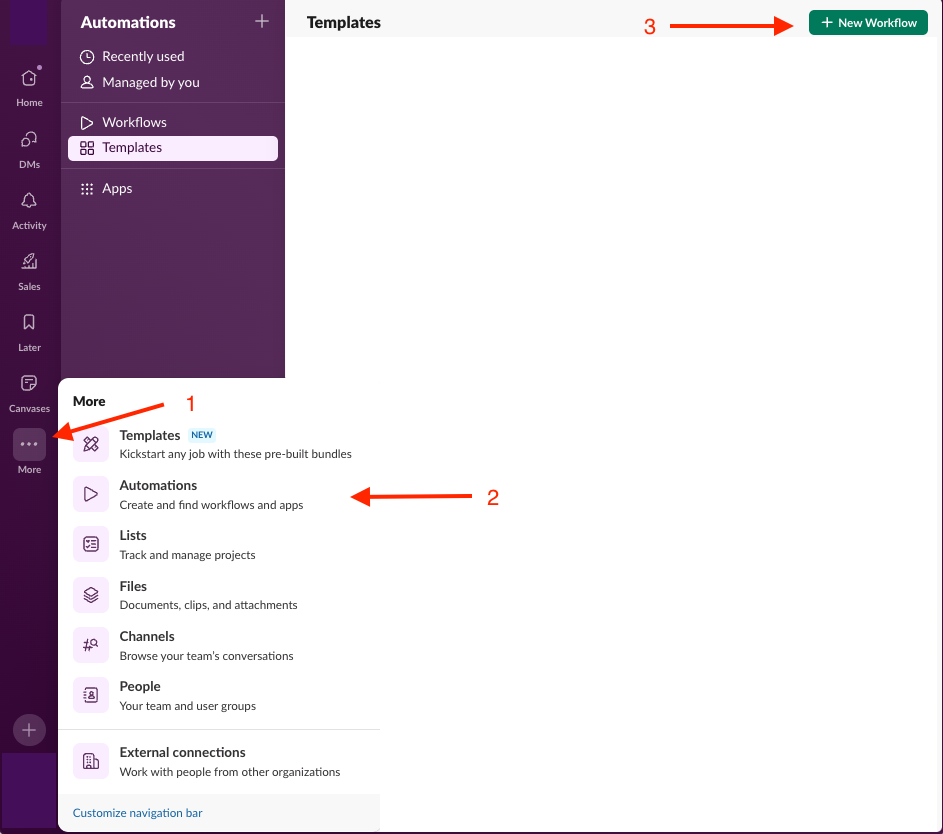 Automations
Recently used
Managed by you
Workflows
Templates
Apps
Templates
3
New Workflow
Home
DMs
Activity
Sales
Later
Canvases
More
1
More
Templates NEW
Kickstart any job with these pre-built bundles
Automations
Create and find workflows and apps
2
Lists
Track and manage projects
Files
Documents, clips, and attachments
Channels
Browse your team's conversations
People
Your team and user groups
External connections
Work with people from other organizations
Customize navigation bar